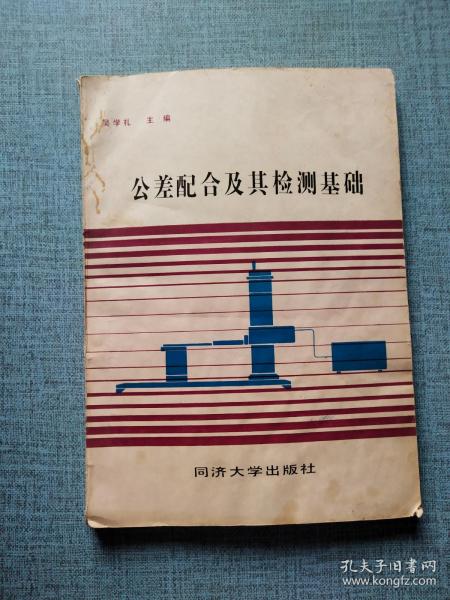 吴学礼 主编
公差配合及其检测基础
同济大学出版社
孔夫子旧书网
www.kongfz.com